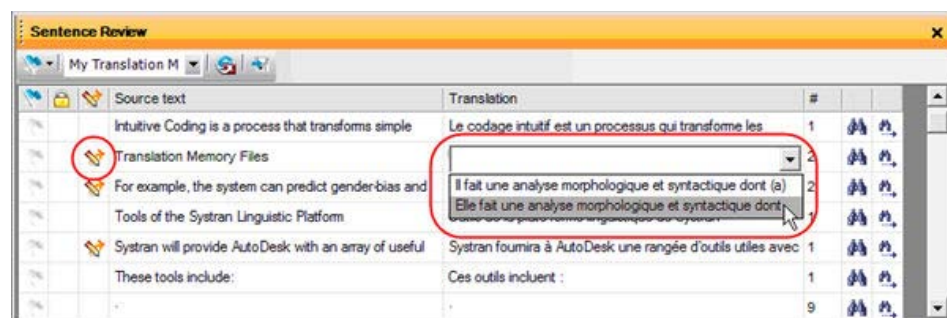 Sentence Review
My Translation M
Source text Translation #
Intuitive Coding is a process that transforms simple Le codage intuitif est un processus qui transforme les 1
Translation Memory Files 2
For example, the system can predict gender-bias and Il fait une analyse morphologique et syntactique dont (a) 2
Elle fait une analyse morphologique et syntactique dont
Tools of the Systran Linguistic Platform 1
Systran will provide AutoDesk with an array of useful Systran fournira à AutoDesk une rangée d'outils utiles avec 1
These tools include: Ces outils incluent : 1
. . 9